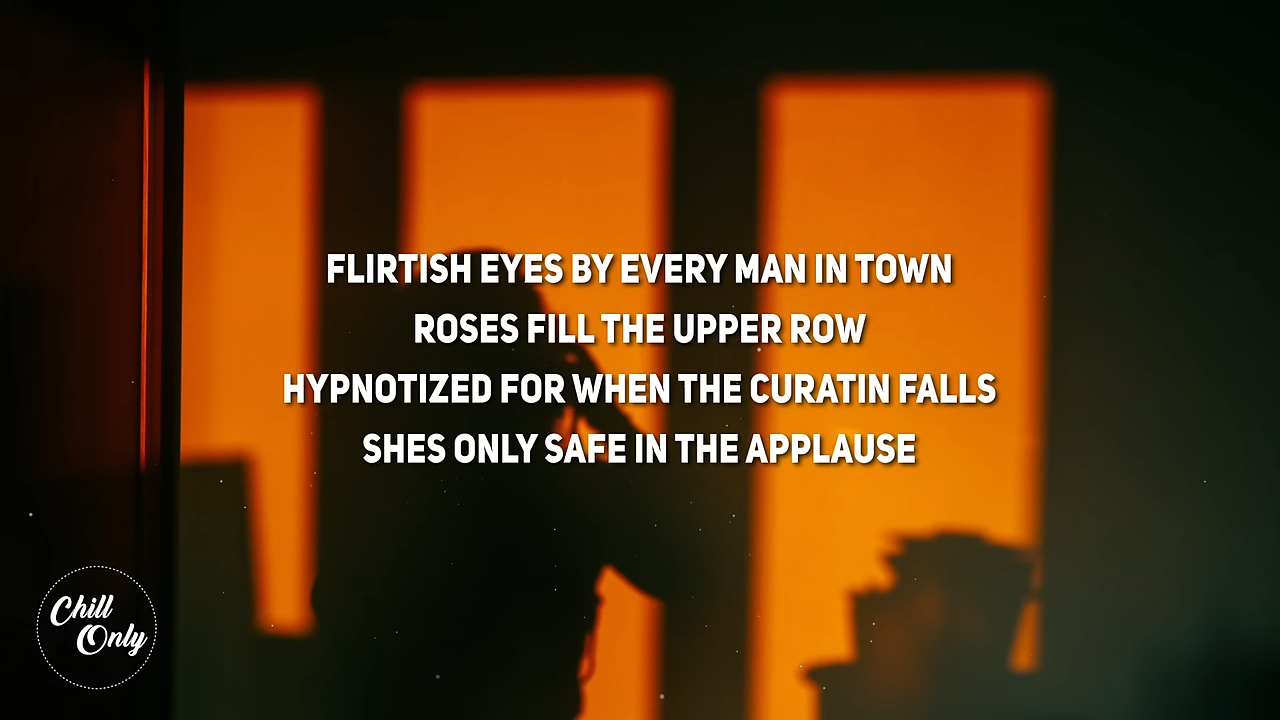 FLIRTISH EYES BY EVERY MAN IN TOWN
ROSES FILL THE UPPER ROW
HYPNOTIZED FOR WHEN THE CURATIN FALLS
SHES ONLY SAFE IN THE APPLAUSE
Chill
Only